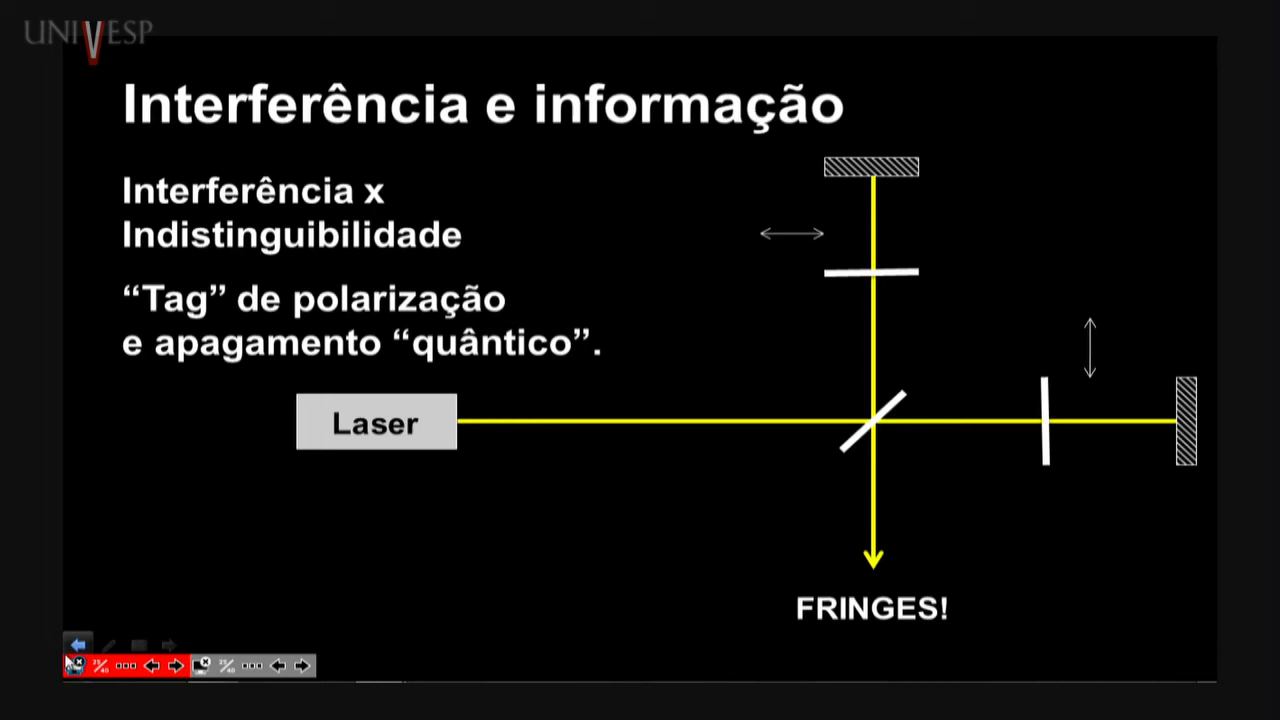 UNIVESP
Interferência e informação
Interferência x
Indistinguibilidade
“Tag” de polarização
e apagamento “quântico”.
Laser
FRINGES!